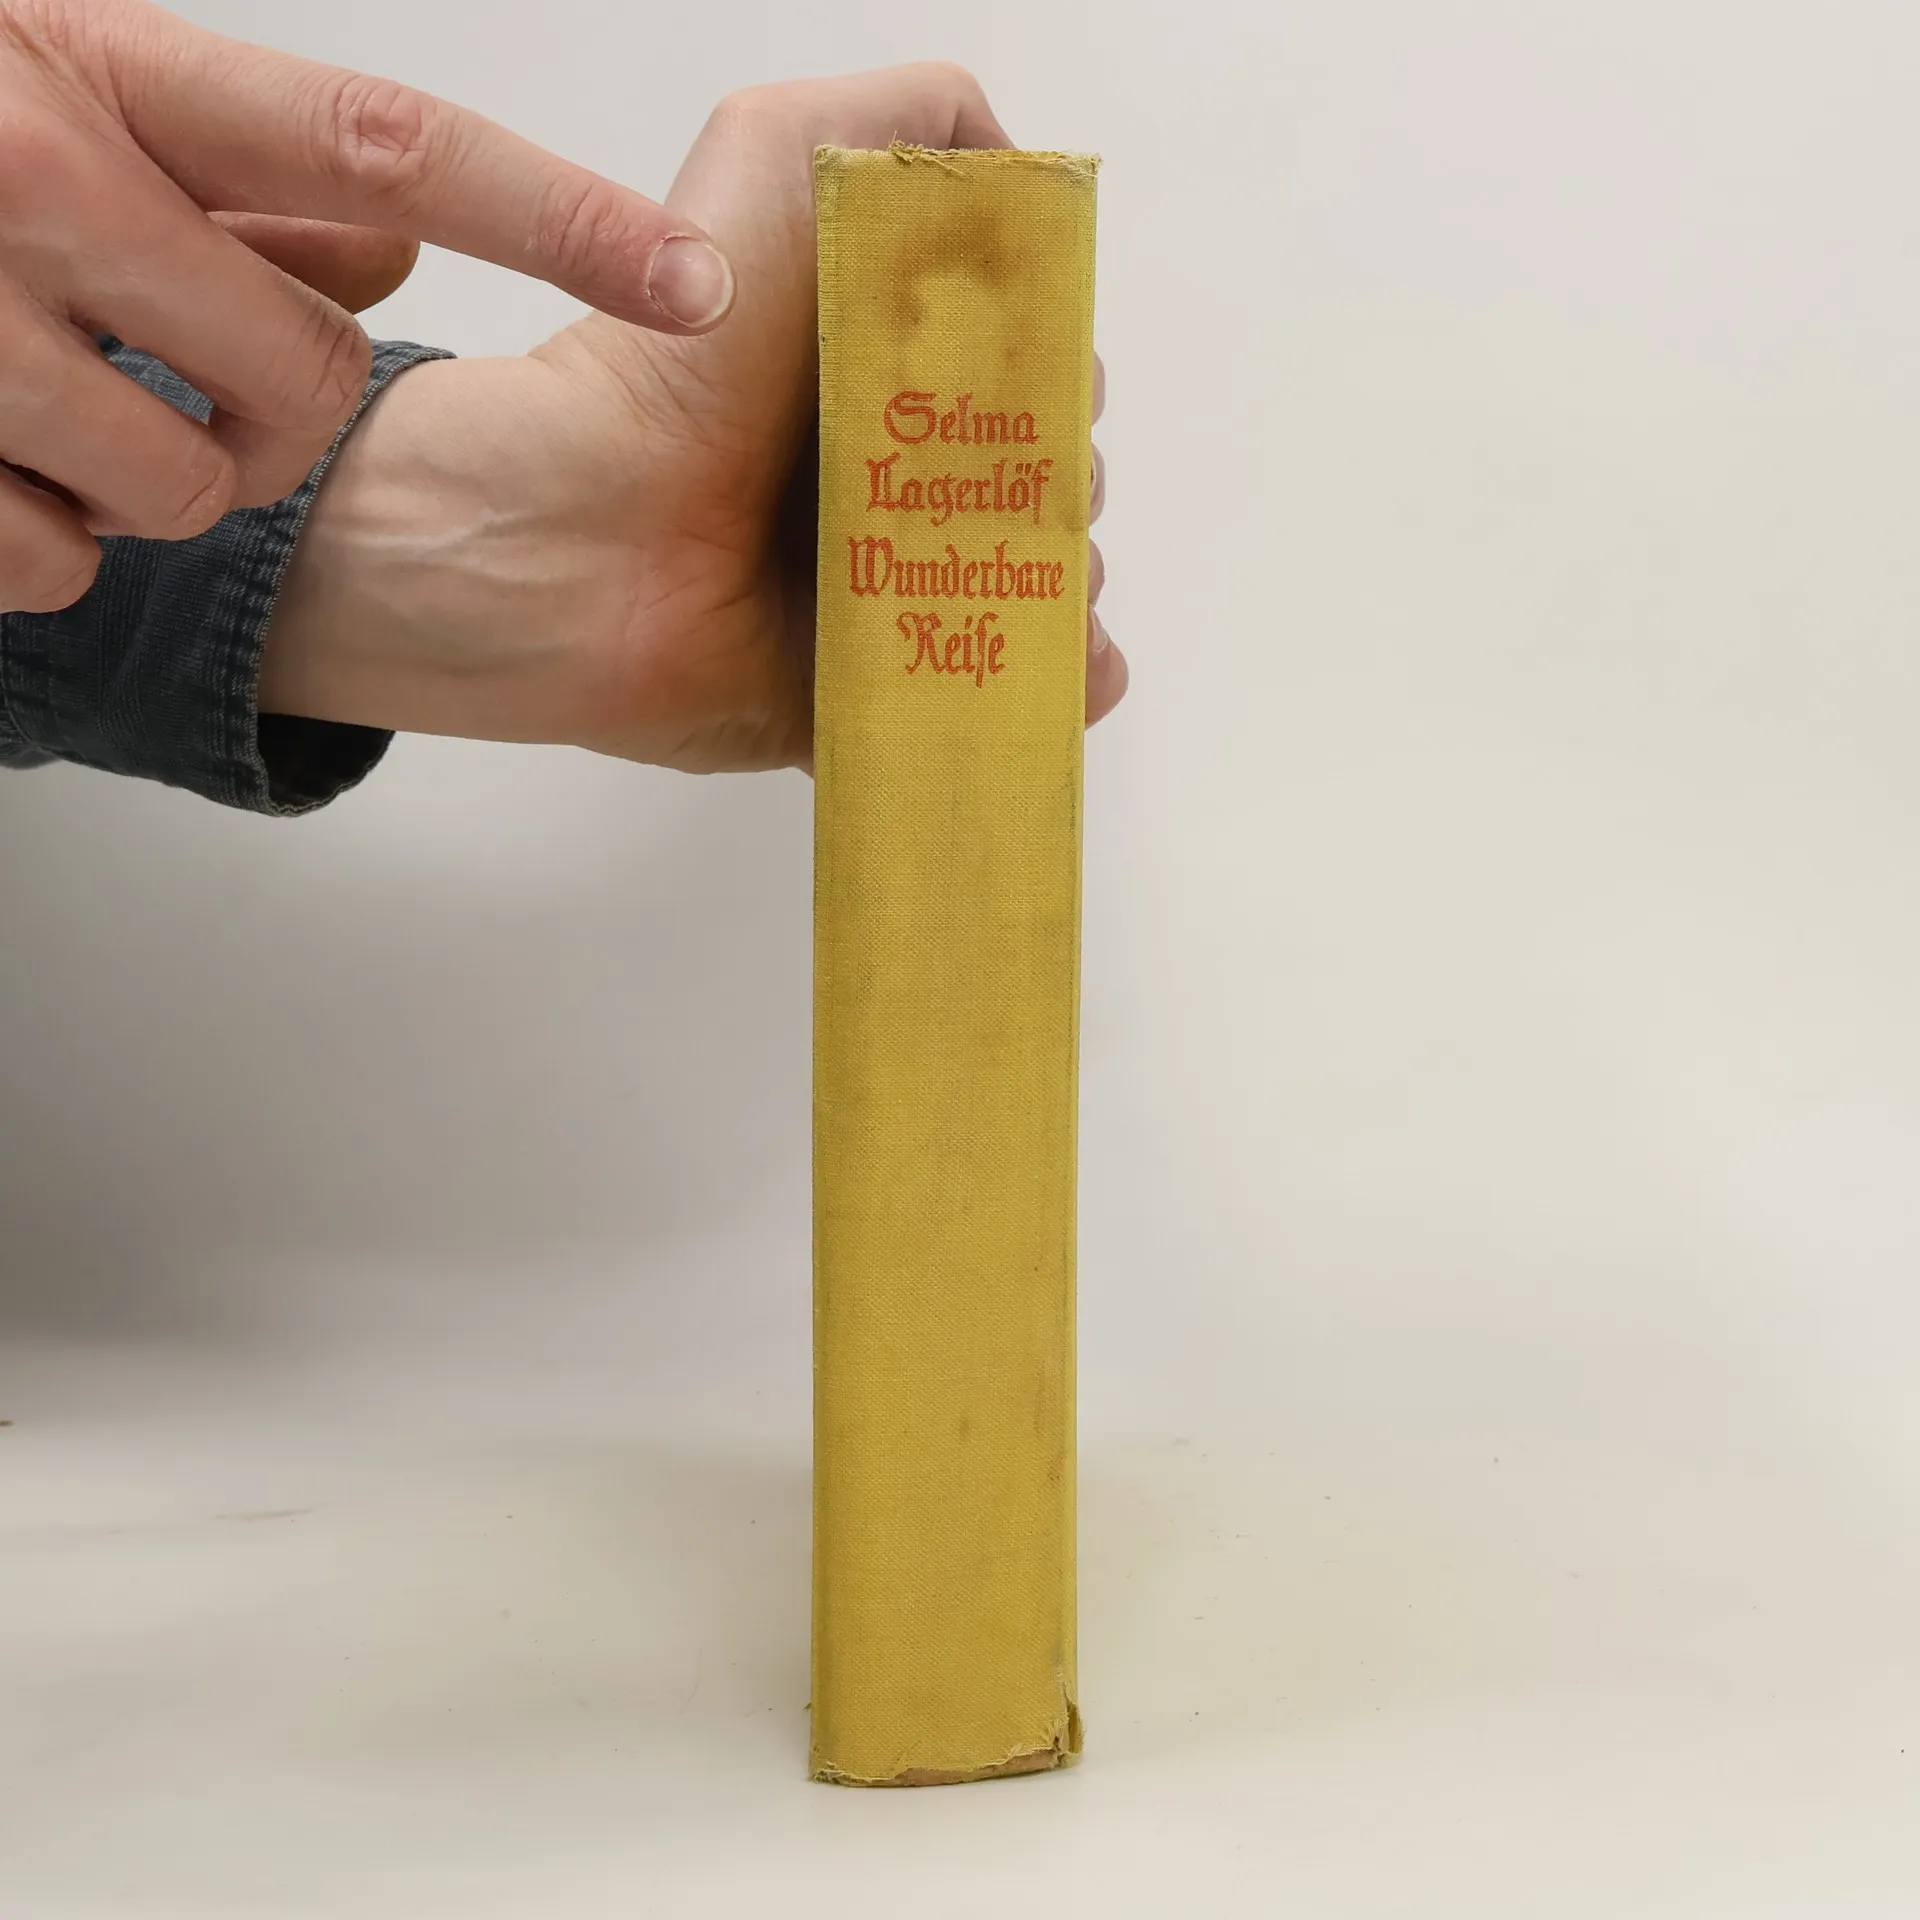 Selma
Lagerlöf
Wunderbare
Reiſe